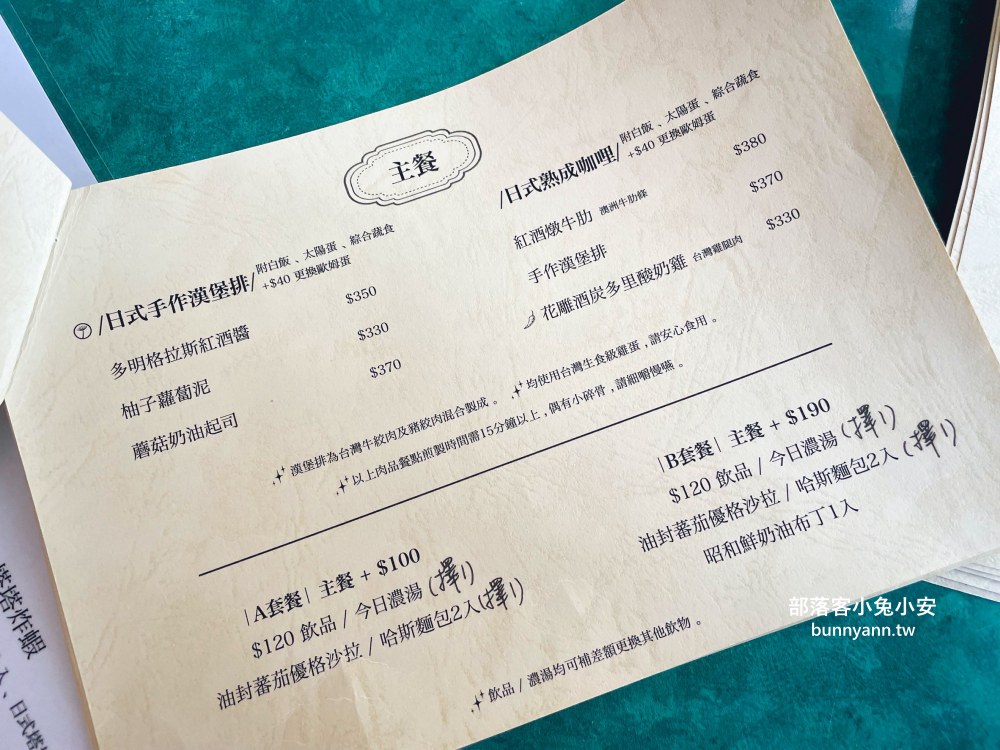 主餐
/日式手作漢堡排/
附白飯、太陽蛋、綜合蔬食
+$40 更換歐姆蛋
多明格拉斯紅酒醬 $350
柚子蘿蔔泥 $330
蘑菇奶油起司 $370
/日式熟成咖哩/
附白飯、太陽蛋、綜合蔬食
+$40 更換歐姆蛋
紅酒燉牛肋 澳洲牛肋條 $380
手作漢堡排 $370
花雕酒炭多里酸奶雞 台灣雞腿肉 $330
漢堡排為台灣牛絞肉及豬絞肉混合製成。 均使用台灣生食級雞蛋,請安心食用。
以上肉品餐點煎製時間需15分鐘以上,偶有小碎骨,請細嚼慢嚥。
|A套餐| 主餐 + $100
$120 飲品 / 今日濃湯 (擇1)
油封蕃茄優格沙拉 / 哈斯麵包2入 (擇1)
|B套餐| 主餐 + $190
$120 飲品 / 今日濃湯 (擇1)
油封蕃茄優格沙拉 / 哈斯麵包2入 (擇1)
昭和鮮奶油布丁1入
飲品 / 濃湯均可補差額更換其他飲物。
塔塔炸蝦
部落客小兔小安
bunnyann.tw